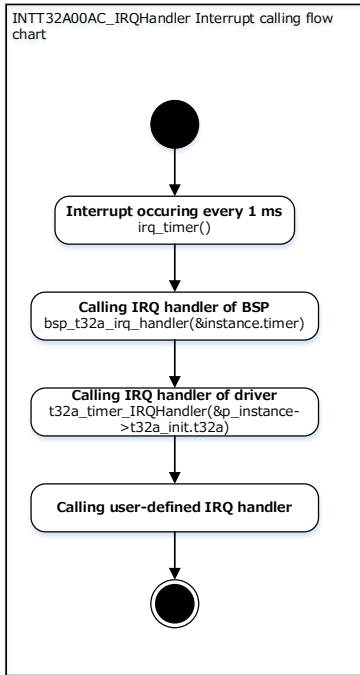 INTT32A00AC_IRQHandler Interrupt calling flow
chart
Interrupt occuring every 1 ms
irq_timer()
Calling IRQ handler of BSP
bsp_t32a_irq_handler(&instance.timer)
Calling IRQ handler of driver
t32a_timer_IRQHandler(&p_instance-
>t32a_init.t32a)
Calling user-defined IRQ handler